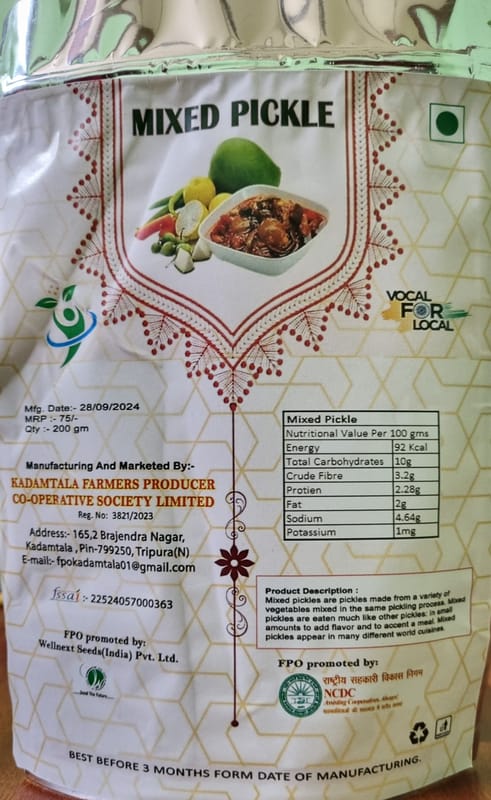 MIXED PICKLE
VOCAL
FOR
LOCAL
Mfg. Date:- 28/09/2024
MRP :- 75/-
Qty :- 200 gm
Manufacturing And Marketed By:-
KADAMTALA FARMERS PRODUCER
CO-OPERATIVE SOCIETY LIMITED
Reg. No: 3821/2023
Address:- 165,2 Brajendra Nagar,
Kadamtala ,Pin-799250, Tripura(N)
E-mail:- fpokadamtala01@gmail.com
fssai :- 22524057000363
FPO promoted by:
Wellnext Seeds(India) Pvt. Ltd.
Mixed Pickle
Nutritional Value Per 100 gms
Energy 92 Kcal
Total Carbohydrates 10g
Crude Fibre 3.2g
Protien 2.28g
Fat 2g
Sodium 4.64g
Potassium 1mg
Product Description :
Mixed pickles are pickles made from a variety of
vegetables mixed in the same pickling process. Mixed
pickles are eaten much like other pickles: in small
amounts to add flavor and to accent a meal. Mixed
pickles appear in many different world cuisines.
FPO promoted by:
राष्ट्रीय सहकारी विकास निगम
NCDC
Assisting Cooperatives. Always!
BEST BEFORE 3 MONTHS FORM DATE OF MANUFACTURING.